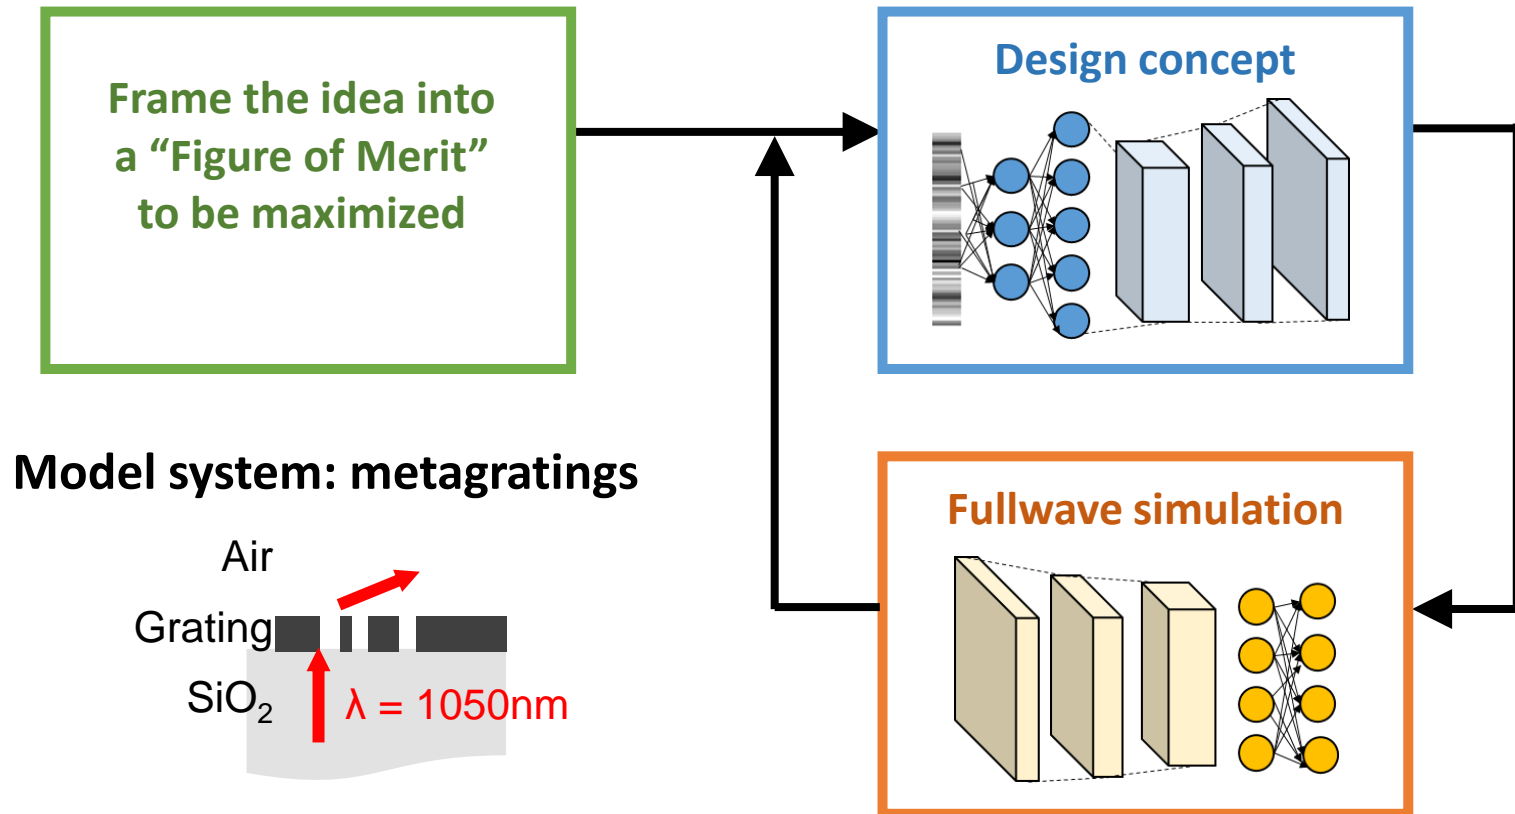 Frame the idea into
a “Figure of Merit”
to be maximized
Design concept
Model system: metagratings
Air
Grating
SiO₂
λ = 1050nm
Fullwave simulation